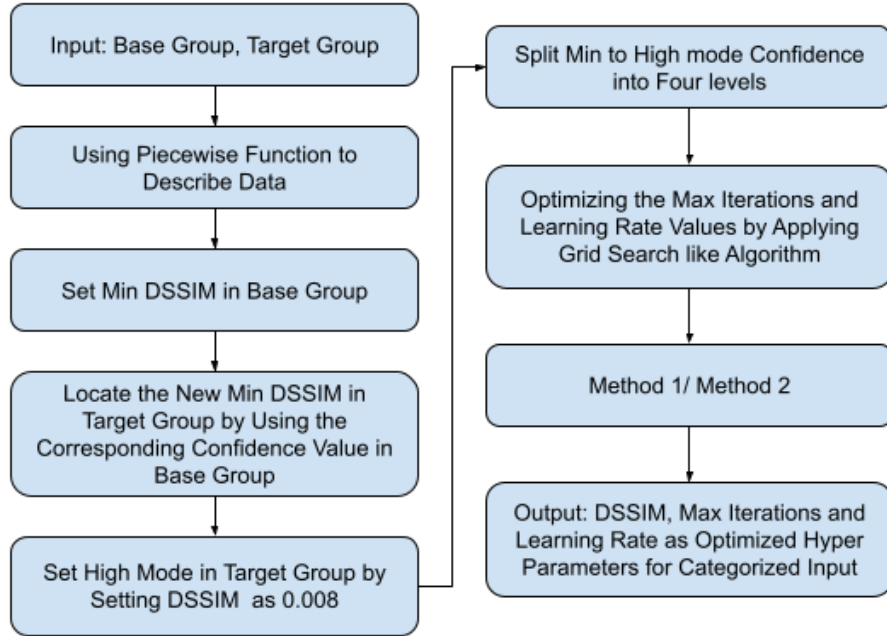 Input: Base Group, Target Group
Using Piecewise Function to
Describe Data
Set Min DSSIM in Base Group
Locate the New Min DSSIM in
Target Group by Using the
Corresponding Confidence Value in
Base Group
Set High Mode in Target Group by
Setting DSSIM as 0.008
Split Min to High mode Confidence
into Four levels
Optimizing the Max Iterations and
Learning Rate Values by Applying
Grid Search like Algorithm
Method 1/ Method 2
Output: DSSIM, Max Iterations and
Learning Rate as Optimized Hyper
Parameters for Categorized Input